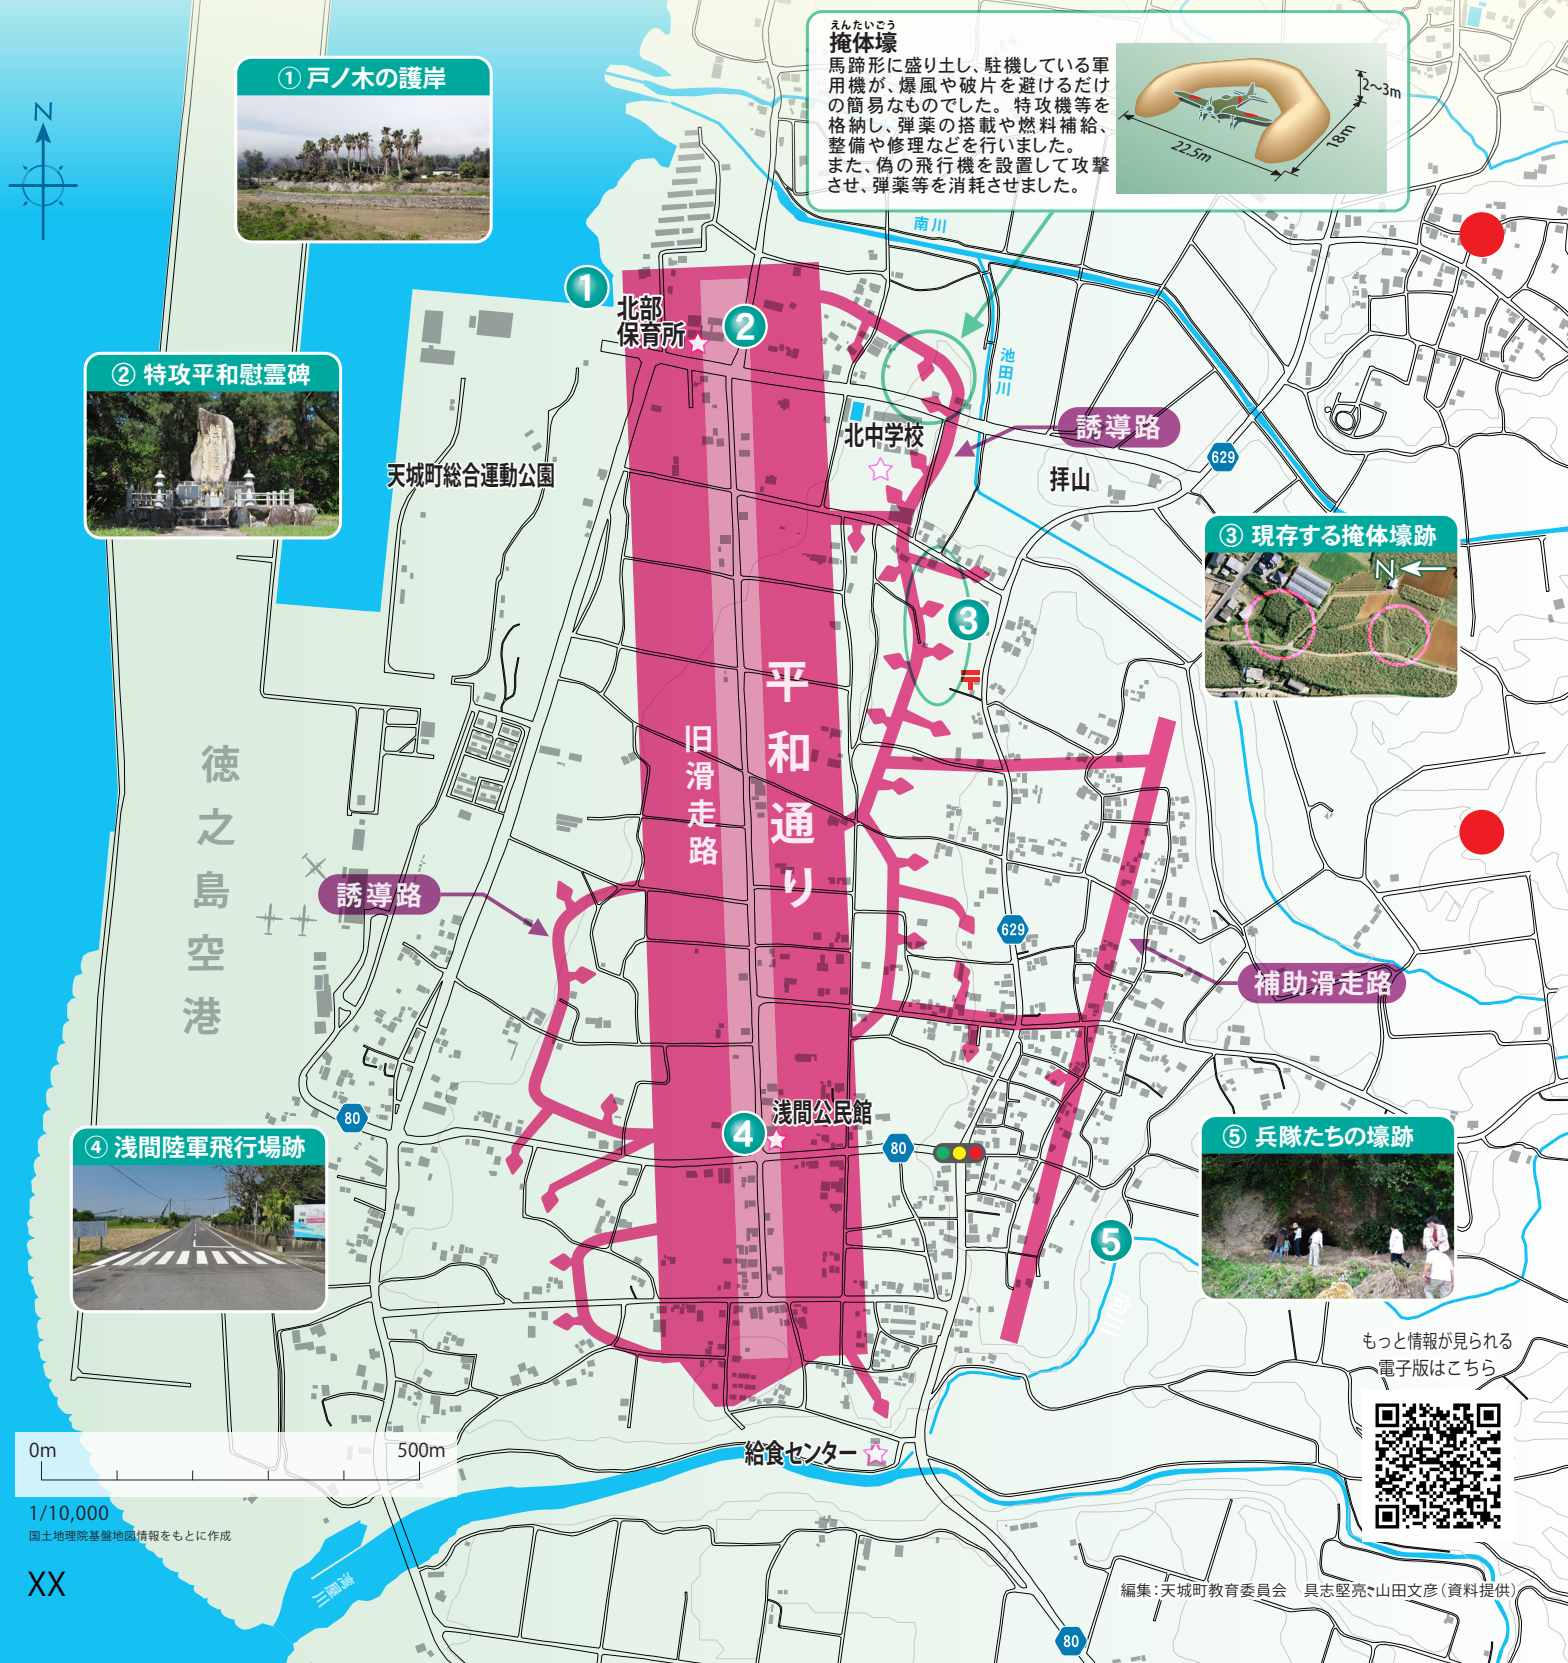 えんたいごう
掩体壕
馬蹄形に盛り土し、駐機している軍
用機が、爆風や破片を避けるだけ
の簡易なものでした。特攻機等を
格納し、弾薬の搭載や燃料補給、
整備や修理などを行いました。
また、偽の飛行機を設置して攻撃
させ、弾薬等を消耗させました。
2～3m
18m
22.5m
① 戸ノ木の護岸
N
南川
1
北部
保育所
2
池田川
② 特攻平和慰霊碑
北中学校
誘導路
629
天城町総合運動公園
拝山
③ 現存する掩体壕跡
N
3
平和通り
旧滑走路
徳之島空港
誘導路
629
補助滑走路
80
4
浅間公民館
80
④ 浅間陸軍飛行場跡
⑤ 兵隊たちの壕跡
5
向川
もっと情報が見られる
電子版はこちら
給食センター
0m
500m
1/10,000
国土地理院基盤地図情報をもとに作成
XX
湾屋川
編集：天城町教育委員会　具志堅亮・山田文彦（資料提供）
80